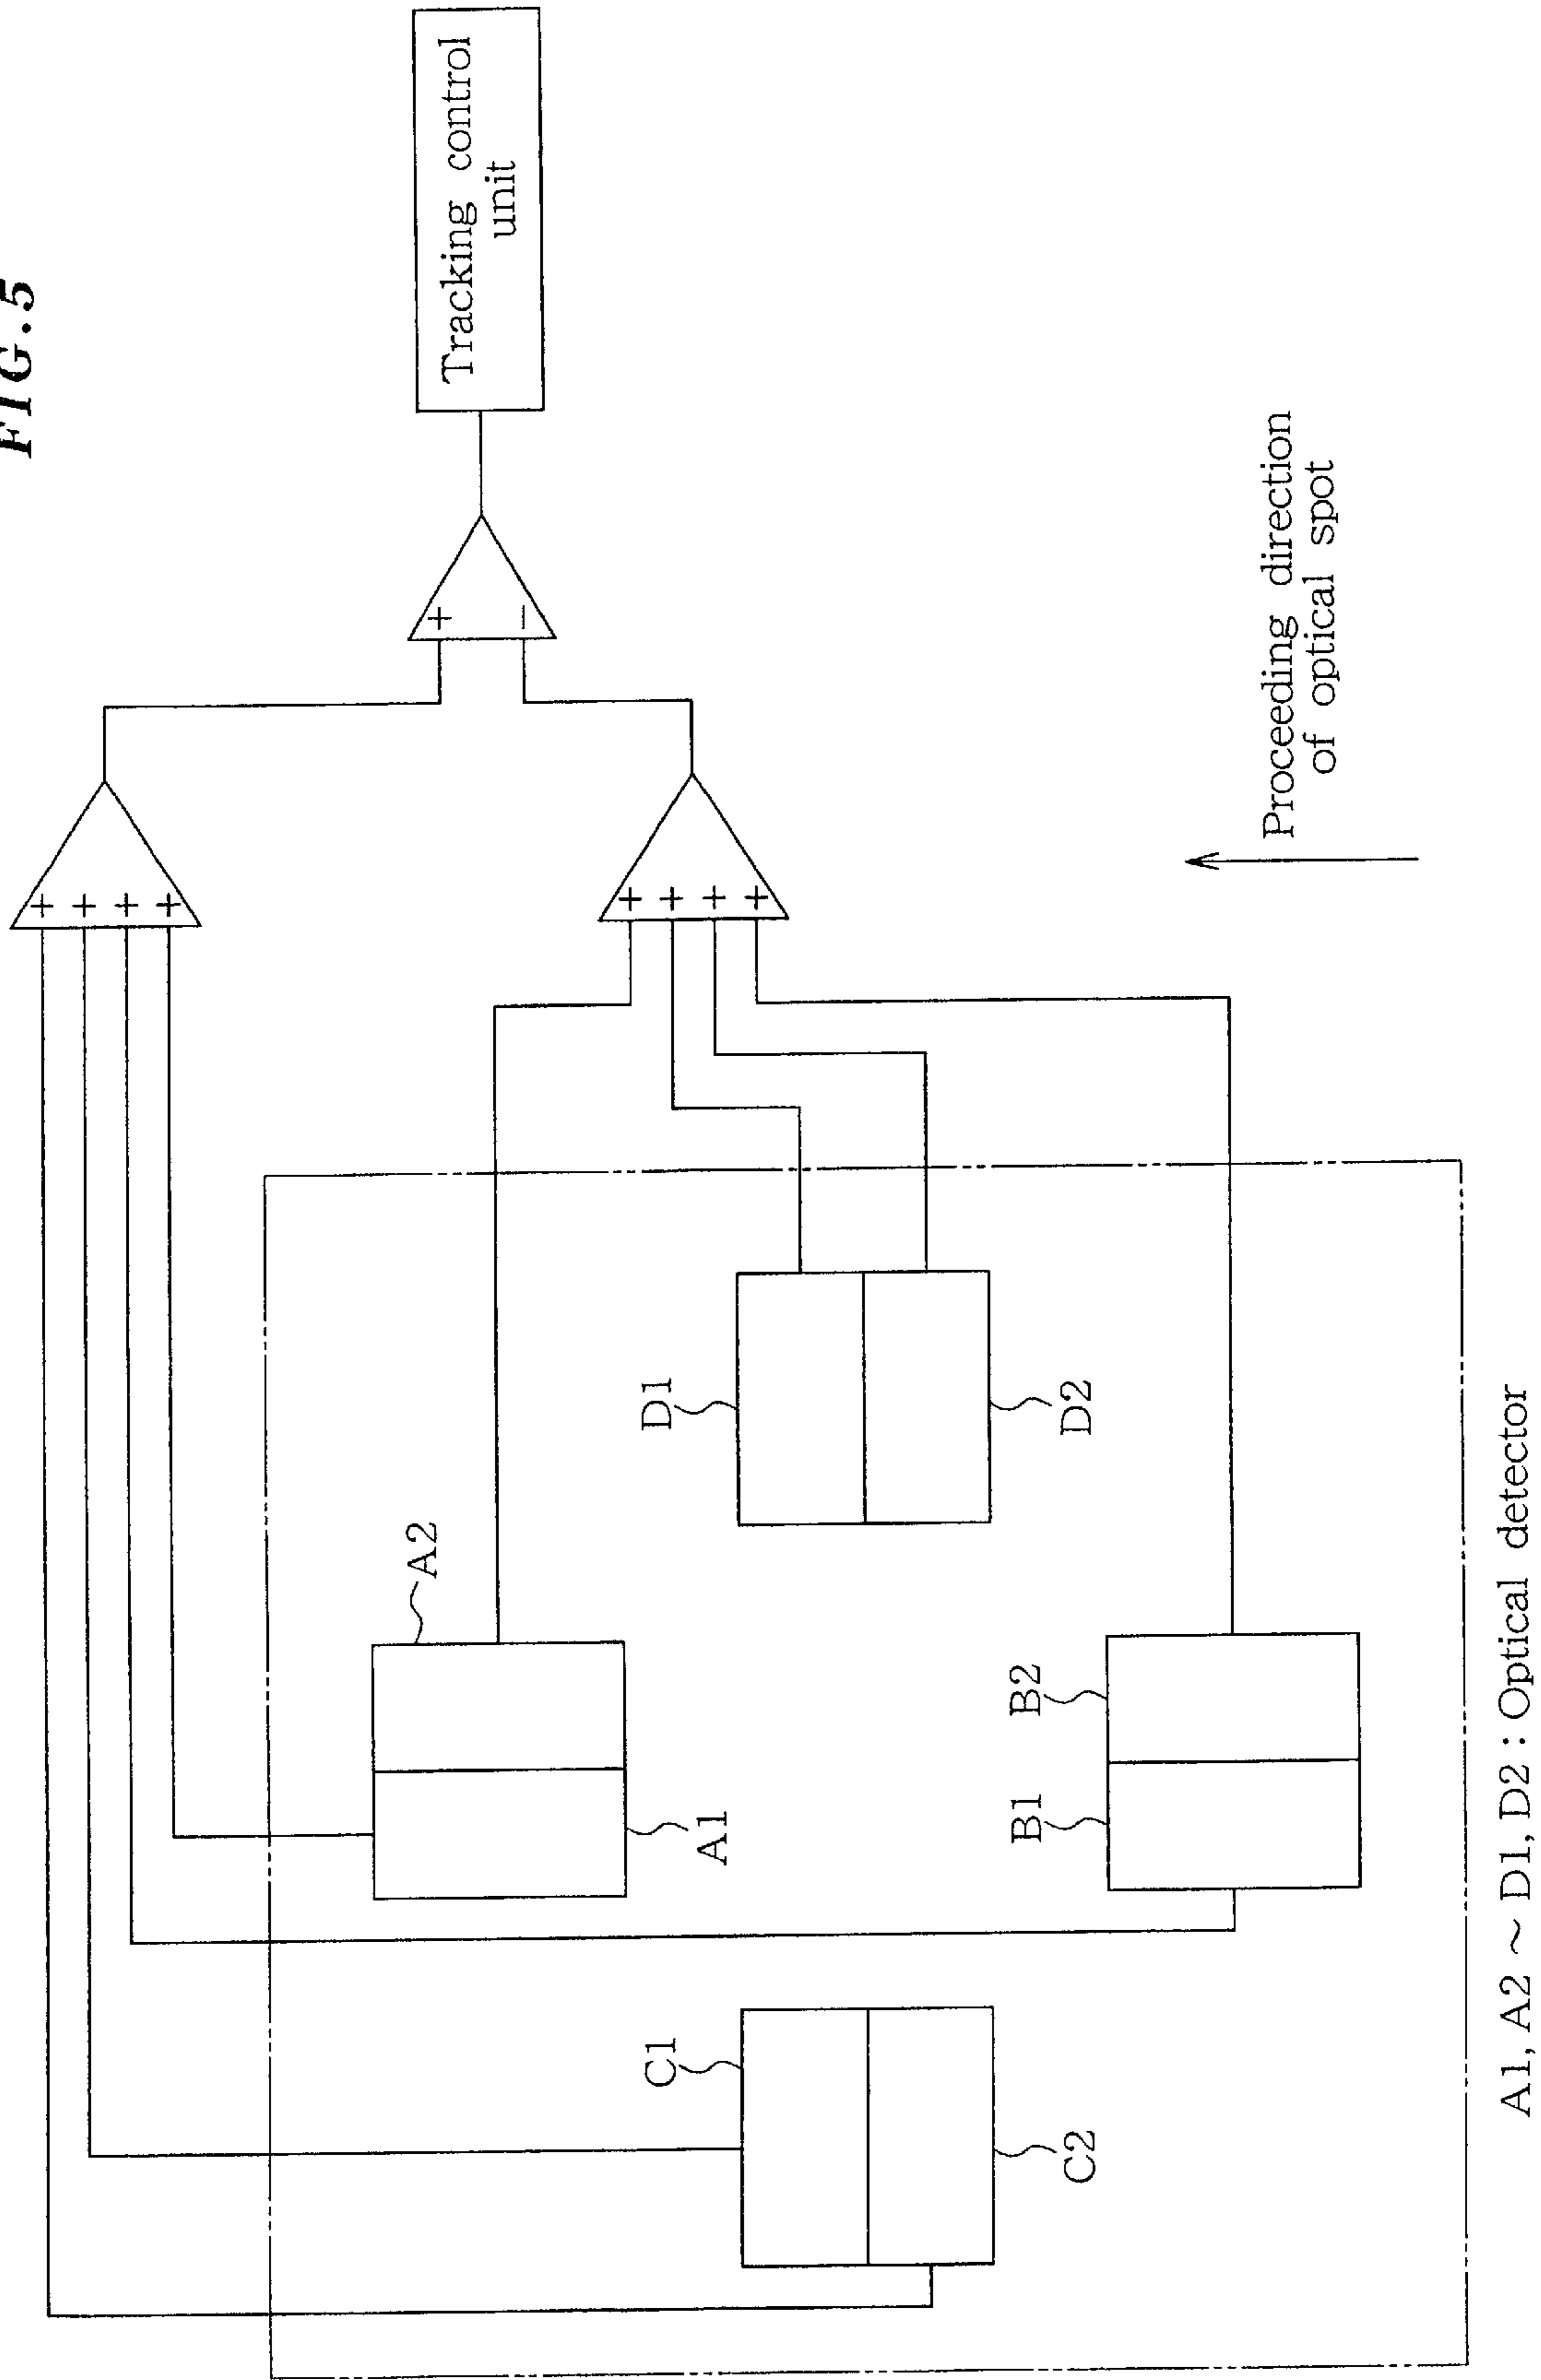 FIG.5
+
+
+
+
+
−
Tracking control
unit
+
+
+
+
A2
A1
D1
D2
C1
C2
B1
B2
Proceeding direction
of optical spot
A1, A2 ~ D1, D2 : Optical detector